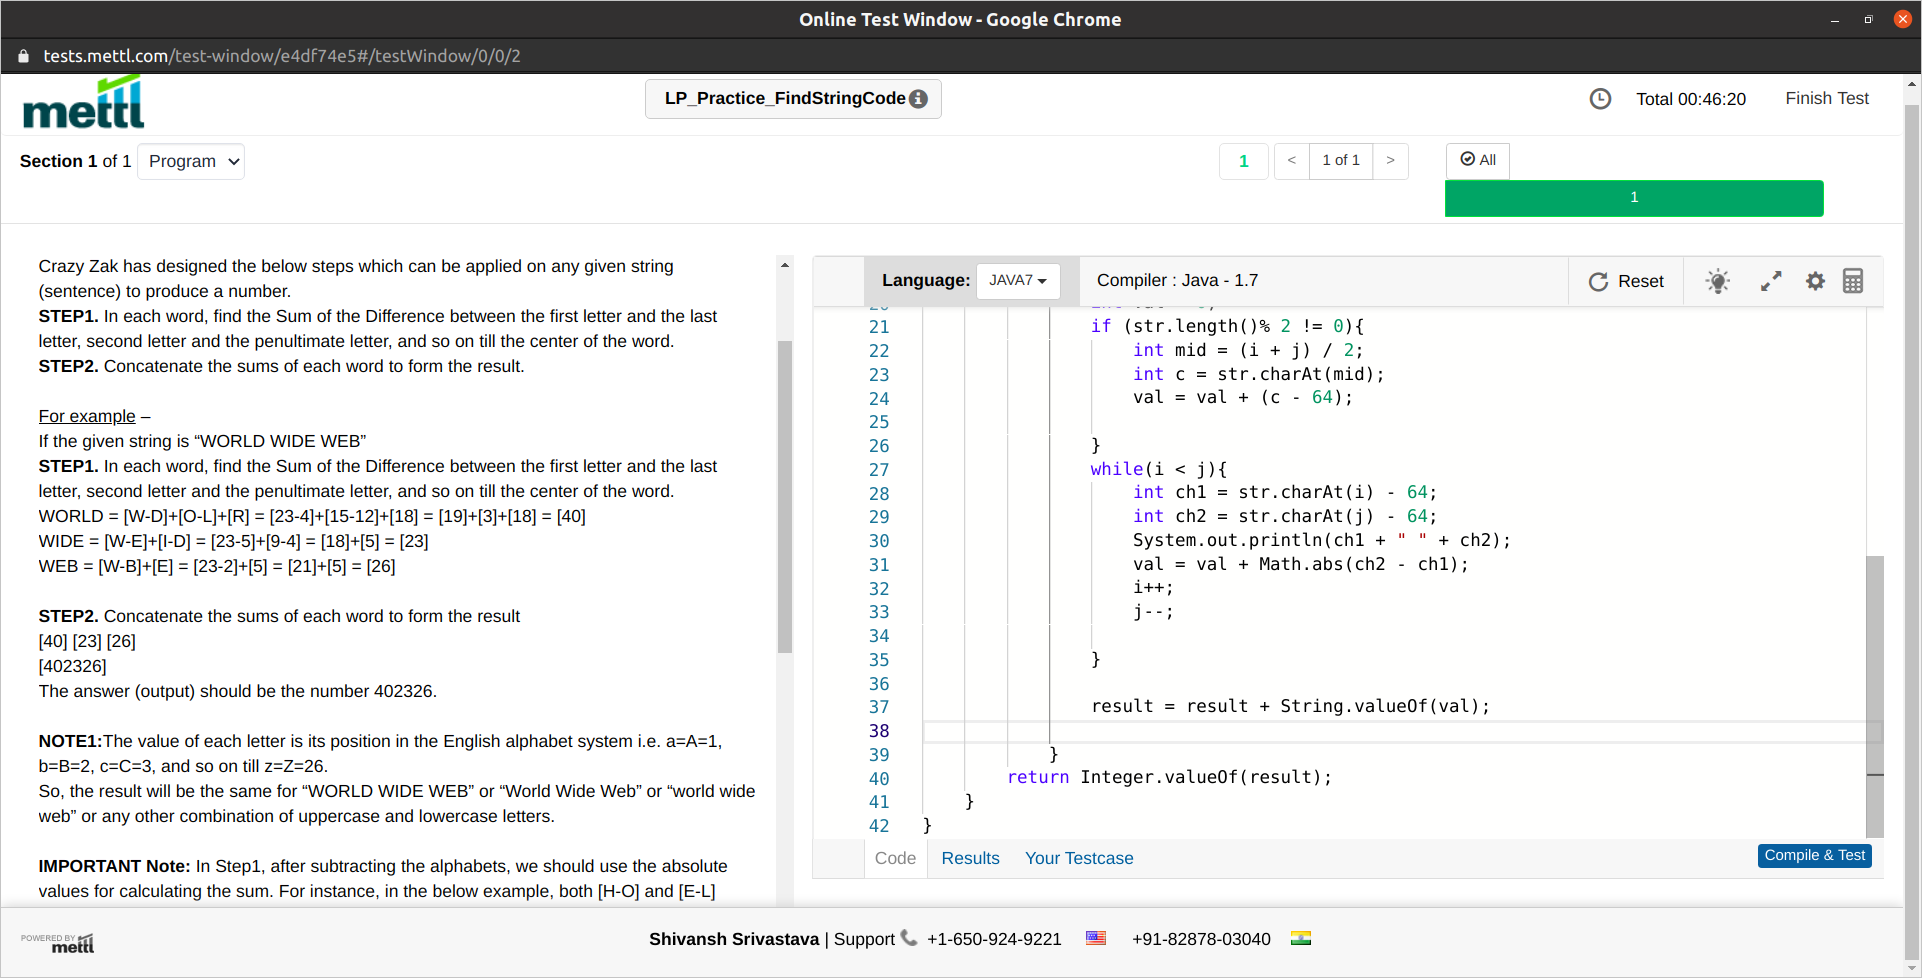 Online Test Window - Google Chrome
tests.mettl.com/test-window/e4df74e5#/testWindow/0/0/2
mettl
LP_Practice_FindStringCode
Total 00:46:20
Finish Test
Section 1 of 1
Program
1
<
1 of 1
>
All
1
Crazy Zak has designed the below steps which can be applied on any given string
(sentence) to produce a number.
STEP1. In each word, find the Sum of the Difference between the first letter and the last
letter, second letter and the penultimate letter, and so on till the center of the word.
STEP2. Concatenate the sums of each word to form the result.
For example –
If the given string is “WORLD WIDE WEB”
STEP1. In each word, find the Sum of the Difference between the first letter and the last
letter, second letter and the penultimate letter, and so on till the center of the word.
WORLD = [W-D]+[O-L]+[R] = [23-4]+[15-12]+[18] = [19]+[3]+[18] = [40]
WIDE = [W-E]+[I-D] = [23-5]+[9-4] = [18]+[5] = [23]
WEB = [W-B]+[E] = [23-2]+[5] = [21]+[5] = [26]
STEP2. Concatenate the sums of each word to form the result
[40] [23] [26]
[402326]
The answer (output) should be the number 402326.
NOTE1:The value of each letter is its position in the English alphabet system i.e. a=A=1,
b=B=2, c=C=3, and so on till z=Z=26.
So, the result will be the same for “WORLD WIDE WEB” or “World Wide Web” or “world wide
web” or any other combination of uppercase and lowercase letters.
IMPORTANT Note: In Step1, after subtracting the alphabets, we should use the absolute
values for calculating the sum. For instance, in the below example, both [H-O] and [E-L]
Language: JAVA7
Compiler : Java - 1.7
Reset
21 if (str.length()% 2 != 0){
22 int mid = (i + j) / 2;
23 int c = str.charAt(mid);
24 val = val + (c - 64);
25
26 }
27 while(i < j){
28 int ch1 = str.charAt(i) - 64;
29 int ch2 = str.charAt(j) - 64;
30 System.out.println(ch1 + " " + ch2);
31 val = val + Math.abs(ch2 - ch1);
32 i++;
33 j--;
34
35 }
36
37 result = result + String.valueOf(val);
38
39 }
40 return Integer.valueOf(result);
41 }
42 }
Code
Results
Your Testcase
Compile & Test
POWERED BY
mettl
Shivansh Srivastava | Support +1-650-924-9221 +91-82878-03040